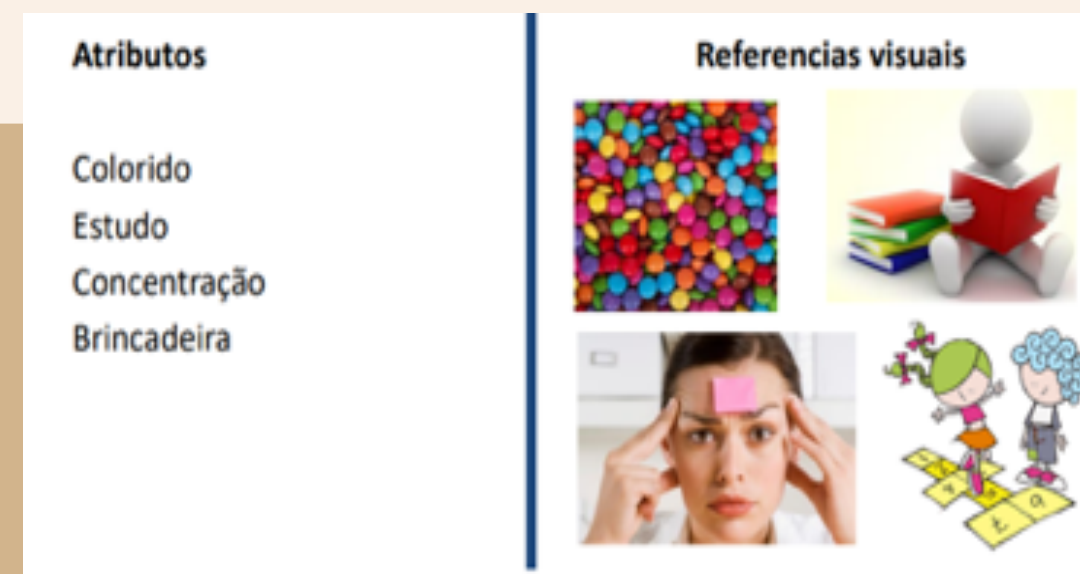 Atributos
Colorido
Estudo
Concentração
Brincadeira
Referencias visuais